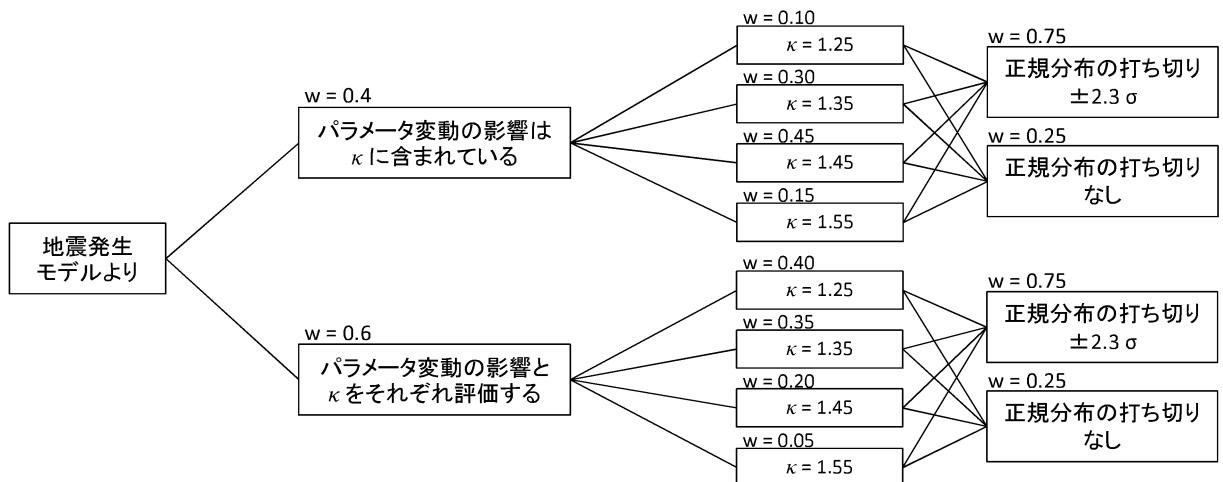 地震発生
モデルより
w = 0.4
パラメータ変動の影響は
κ に含まれている
w = 0.10
κ = 1.25
w = 0.30
κ = 1.35
w = 0.45
κ = 1.45
w = 0.15
κ = 1.55
w = 0.75
正規分布の打ち切り
±2.3 σ
w = 0.25
正規分布の打ち切り
なし
w = 0.6
パラメータ変動の影響と
κ をそれぞれ評価する
w = 0.40
κ = 1.25
w = 0.35
κ = 1.35
w = 0.20
κ = 1.45
w = 0.05
κ = 1.55
w = 0.75
正規分布の打ち切り
±2.3 σ
w = 0.25
正規分布の打ち切り
なし